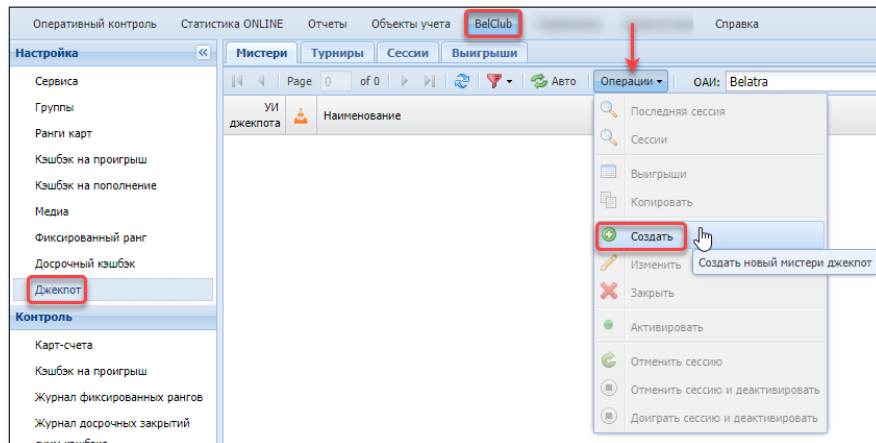 Оперативный контроль Статистика ONLINE Отчеты Объекты учета BelClub Справка
Настройка
Сервиса
Группы
Ранги карт
Кэшбэк на проигрыш
Кэшбэк на пополнение
Медиа
Фиксированный ранг
Досрочный кэшбэк
Джекпот
Контроль
Карт-счета
Кэшбэк на проигрыш
Журнал фиксированных рангов
Журнал досрочных закрытий
Мистери Турниры Сессии Выигрыши
Page 0 of 0 Авто Операции ОАИ: Belatra
УИ
джекпота
Наименование
Последняя сессия
Сессии
Выигрыши
Копировать
Создать
Создать новый мистери джекпот
Изменить
Закрыть
Активировать
Отменить сессию
Отменить сессию и деактивировать
Доиграть сессию и деактивировать